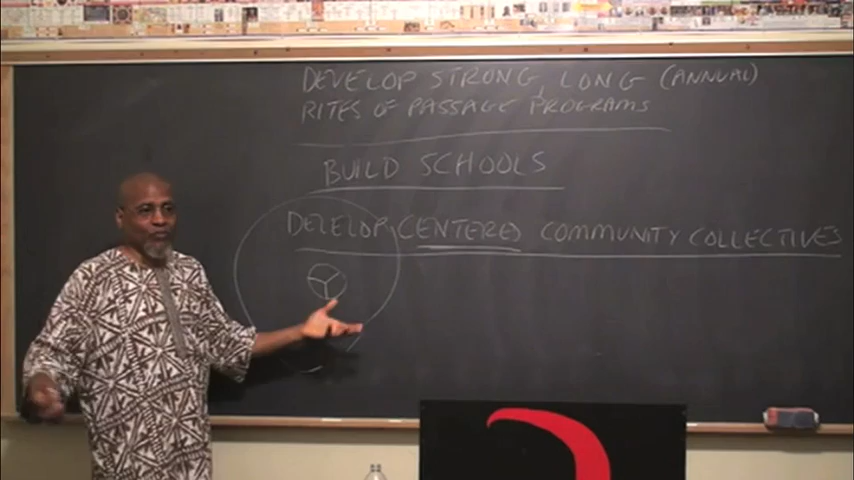 DEVELOP STRONG, LONG (ANNUAL)
RITES OF PASSAGE PROGRAMS
BUILD SCHOOLS
DEVELOP CENTERED COMMUNITY COLLECTIVES